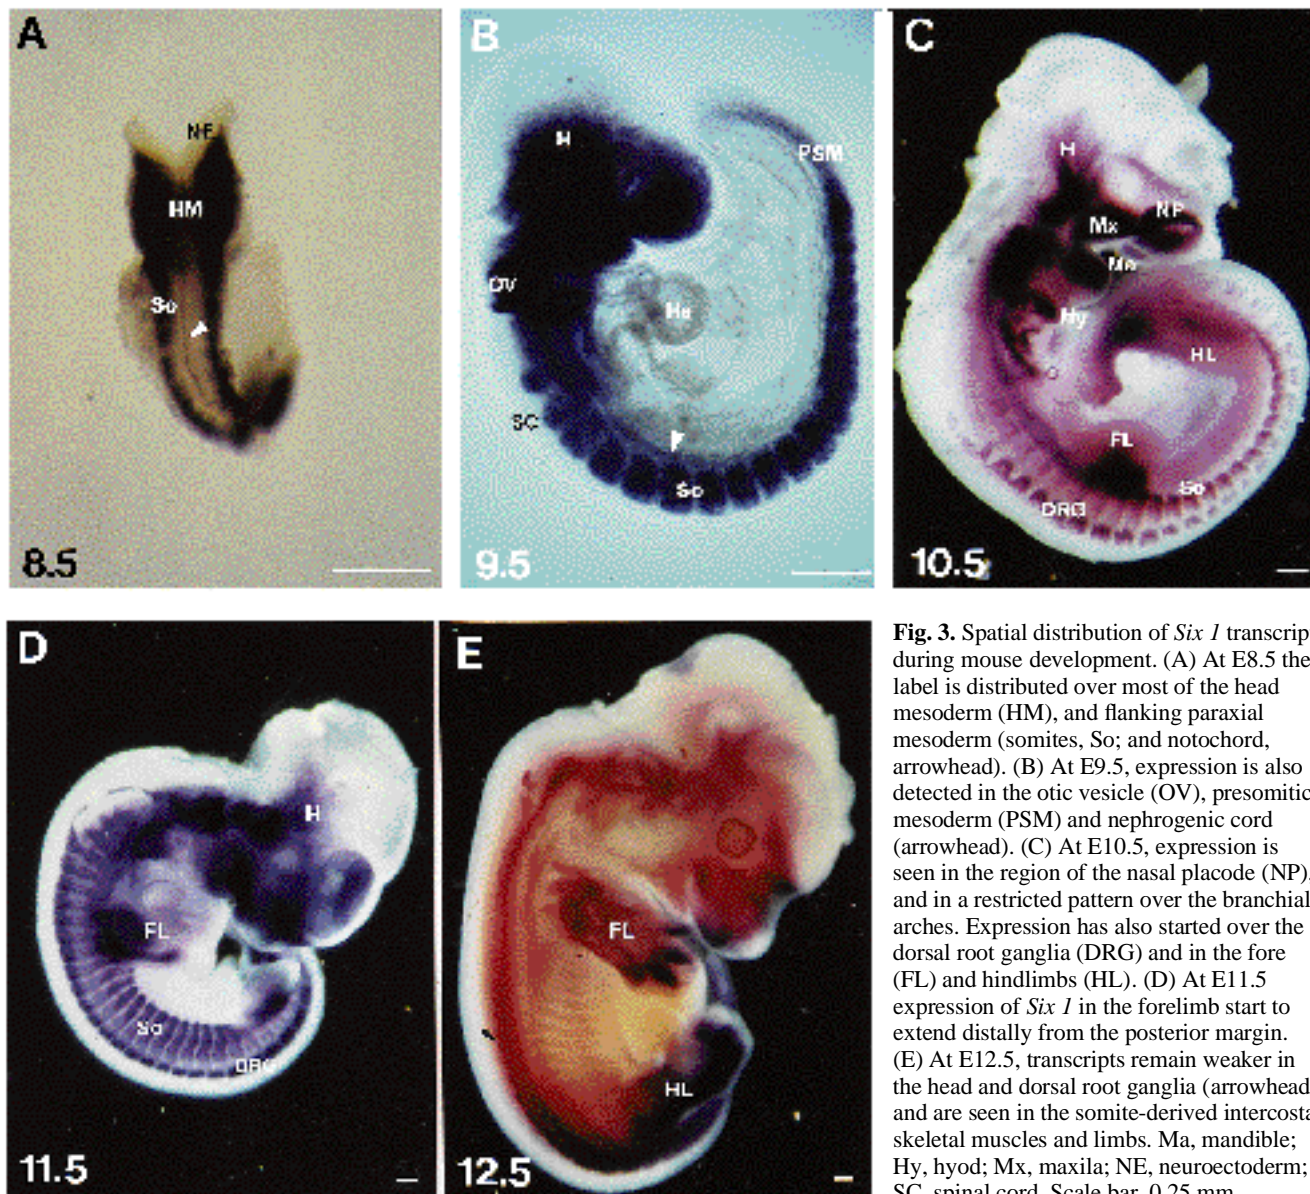 A
NE
HM
So
8.5
B
H
PSM
OV
He
SC
So
9.5
C
H
NP
Mx
Ma
Hy
HL
FL
So
DRG
10.5
D
H
FL
So
DRG
11.5
E
FL
HL
12.5
Fig. 3. Spatial distribution of Six 1 transcrip
during mouse development. (A) At E8.5 the
label is distributed over most of the head
mesoderm (HM), and flanking paraxial
mesoderm (somites, So; and notochord,
arrowhead). (B) At E9.5, expression is also
detected in the otic vesicle (OV), presomitic
mesoderm (PSM) and nephrogenic cord
(arrowhead). (C) At E10.5, expression is
seen in the region of the nasal placode (NP),
and in a restricted pattern over the branchial
arches. Expression has also started over the
dorsal root ganglia (DRG) and in the fore
(FL) and hindlimbs (HL). (D) At E11.5
expression of Six 1 in the forelimb start to
extend distally from the posterior margin.
(E) At E12.5, transcripts remain weaker in
the head and dorsal root ganglia (arrowhead
and are seen in the somite-derived intercosta
skeletal muscles and limbs. Ma, mandible;
Hy, hyod; Mx, maxila; NE, neuroectoderm;
SC, spinal cord. Scale bar, 0.25 mm